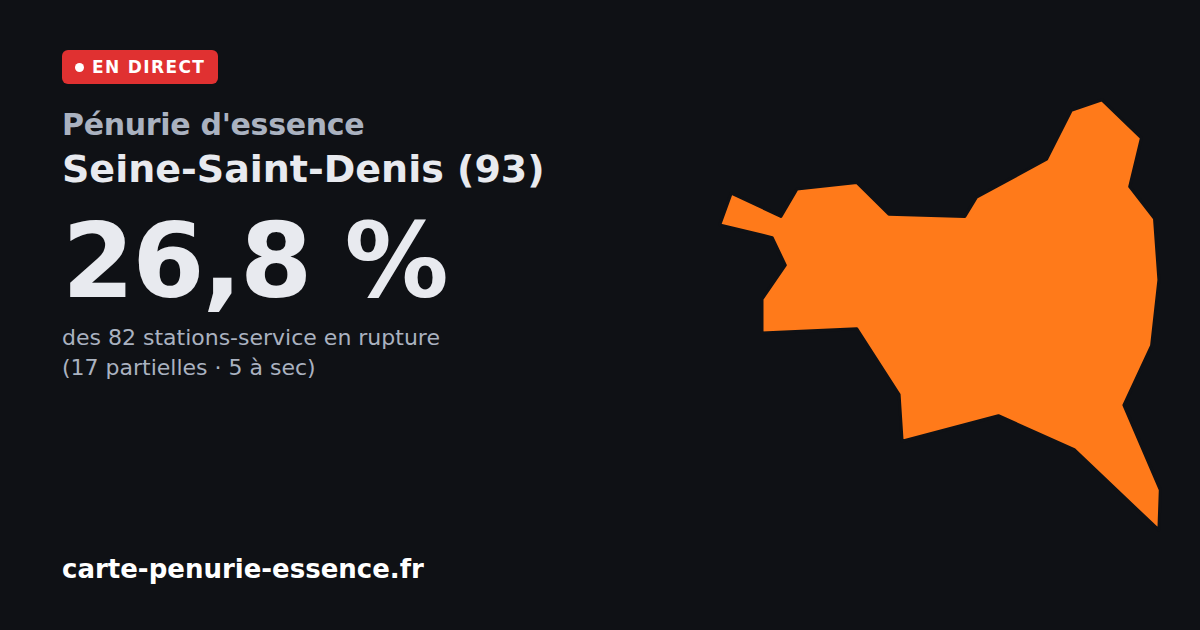 EN DIRECT
Pénurie d'essence
Seine-Saint-Denis (93)
26,8 %
des 82 stations-service en rupture
(17 partielles · 5 à sec)
carte-penurie-essence.fr